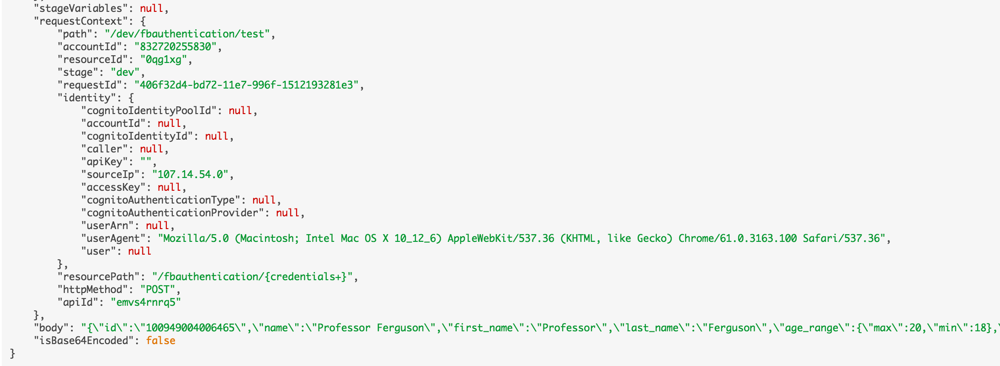 "stageVariables": null,
"requestContext": {
"path": "/dev/fbauthentication/test",
"accountId": "832720255830",
"resourceId": "0qg1xg",
"stage": "dev",
"requestId": "406f32d4-bd72-11e7-996f-1512193281e3",
"identity": {
"cognitoIdentityPoolId": null,
"accountId": null,
"cognitoIdentityId": null,
"caller": null,
"apiKey": "",
"sourceIp": "107.14.54.0",
"accessKey": null,
"cognitoAuthenticationType": null,
"cognitoAuthenticationProvider": null,
"userArn": null,
"userAgent": "Mozilla/5.0 (Macintosh; Intel Mac OS X 10_12_6) AppleWebKit/537.36 (KHTML, like Gecko) Chrome/61.0.3163.100 Safari/537.36",
"user": null
},
"resourcePath": "/fbauthentication/{credentials+}",
"httpMethod": "POST",
"apiId": "emvs4rnrq5"
},
"body": "{\"id\":\"100949004006465\",\"name\":\"Professor Ferguson\",\"first_name\":\"Professor\",\"last_name\":\"Ferguson\",\"age_range\":{\"max\":20,\"min\":18},\
"isBase64Encoded": false
}